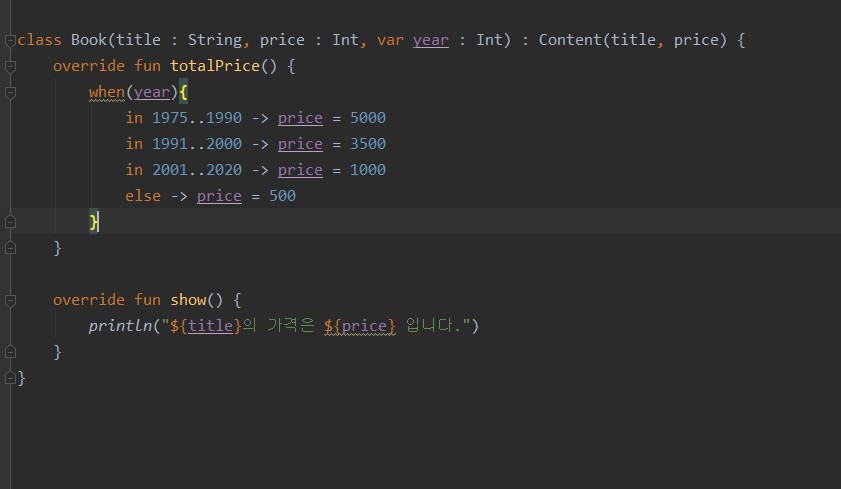 class Book(title : String, price : Int, var year : Int) : Content(title, price) {
override fun totalPrice() {
when(year){
in 1975..1990 -> price = 5000
in 1991..2000 -> price = 3500
in 2001..2020 -> price = 1000
else -> price = 500
}
}
override fun show() {
println("${title}의 가격은 ${price} 입니다.")
}
}